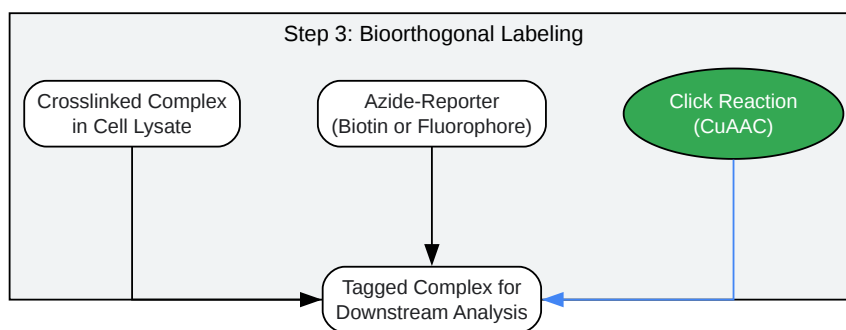 Step 3: Bioorthogonal Labeling
Crosslinked Complex
in Cell Lysate
Azide-Reporter
(Biotin or Fluorophore)
Click Reaction
(CuAAC)
Tagged Complex for
Downstream Analysis